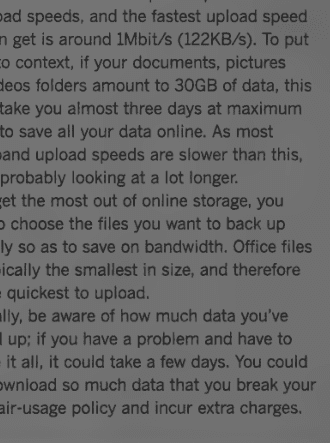 oad speeds, and the fastest upload speed
n get is around 1Mbit/s (122KB/s). To put
to context, if your documents, pictures
deos folders amount to 30GB of data, this
take you almost three days at maximum
to save all your data online. As most
band upload speeds are slower than this,
probably looking at a lot longer.
get the most out of online storage, you
o choose the files you want to back up
ly so as to save on bandwidth. Office files
ically the smallest in size, and therefore
e quickest to upload.
ally, be aware of how much data you've
l up; if you have a problem and have to
e it all, it could take a few days. You could
ownload so much data that you break your
air-usage policy and incur extra charges.